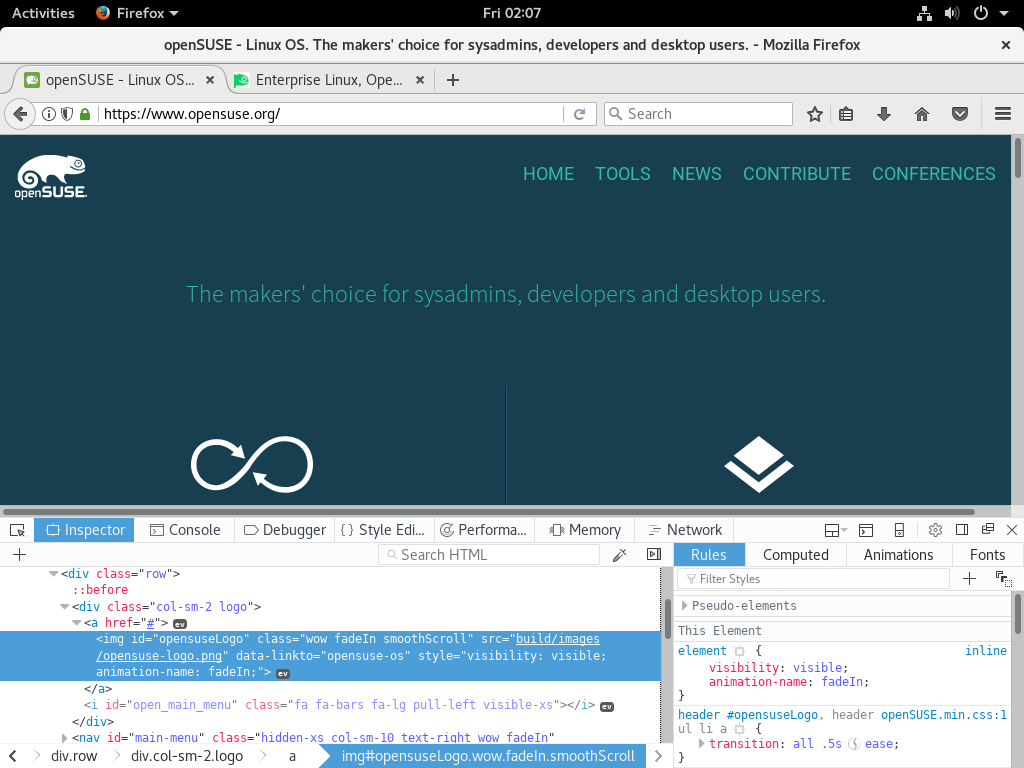 Activities Firefox Fri 02:07
openSUSE - Linux OS. The makers' choice for sysadmins, developers and desktop users. - Mozilla Firefox
openSUSE - Linux OS... Enterprise Linux, Ope...
https://www.opensuse.org/ Search
openSUSE. HOME TOOLS NEWS CONTRIBUTE CONFERENCES
The makers' choice for sysadmins, developers and desktop users.
Inspector Console Debugger { } Style Edi... Performa... Memory Network
Search HTML Rules Computed Animations Fonts
Filter Styles
<div class="row">
::before
<div class="col-sm-2 logo">
<a href="#"> ev
<img id="opensuseLogo" class="wow fadeIn smoothScroll" src="build/images
/opensuse-logo.png" data-linkto="opensuse-os" style="visibility: visible;
animation-name: fadeIn;"> ev
</a>
<i id="open_main_menu" class="fa fa-bars fa-lg pull-left visible-xs"></i> ev
</div>
<nav id="main-menu" class="hidden-xs col-sm-10 text-right wow fadeIn"
Pseudo-elements
This Element
element { inline
visibility: visible;
animation-name: fadeIn;
}
header #opensuseLogo, header openSUSE.min.css:1
ul li a {
transition: all .5s ease;
}
div.row div.col-sm-2.logo a img#opensuseLogo.wow.fadeIn.smoothScroll